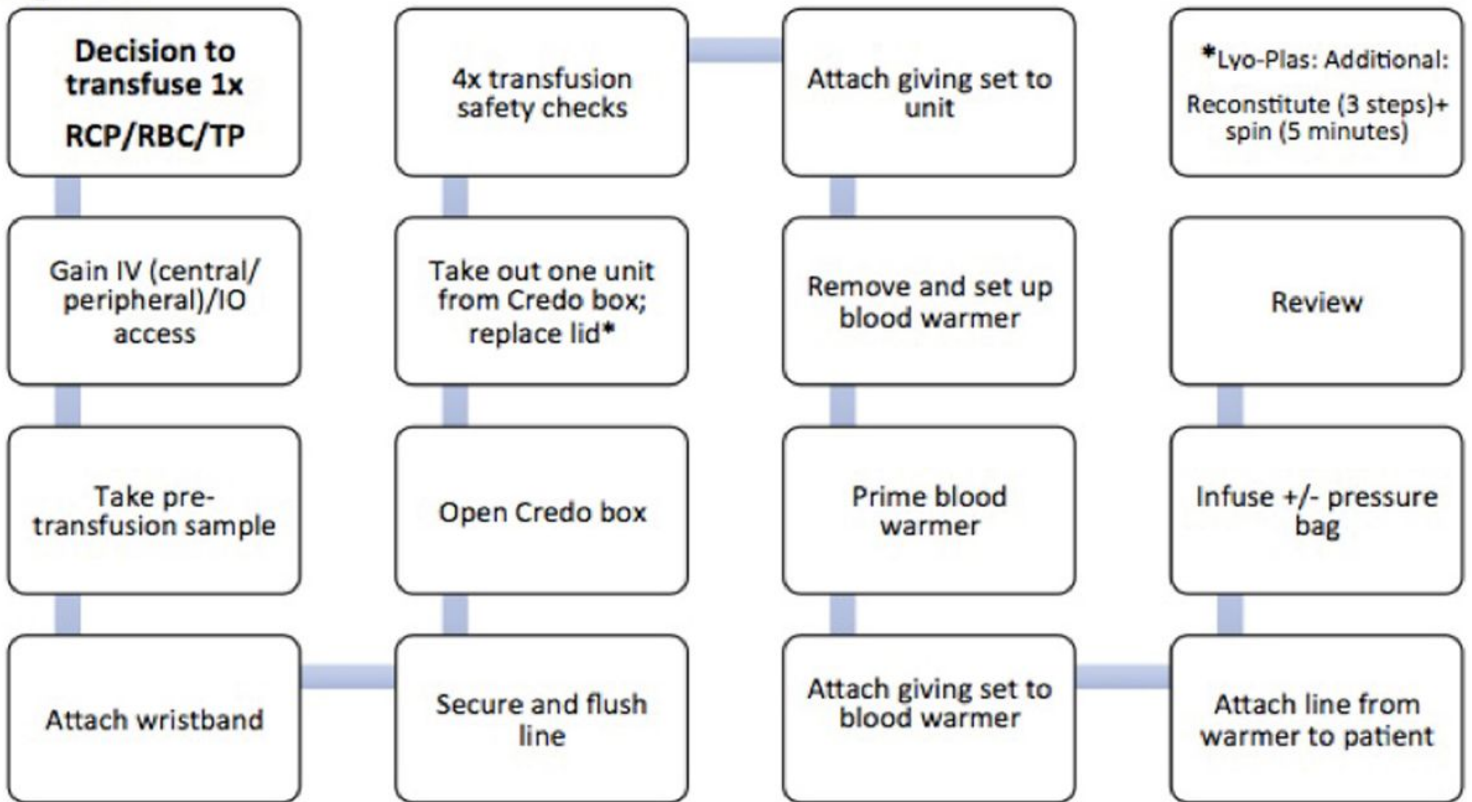 Decision to
transfuse 1x
RCP/RBC/TP
Gain IV (central/
peripheral)/IO
access
Take pre-
transfusion sample
Attach wristband
Secure and flush
line
Open Credo box
Take out one unit
from Credo box;
replace lid*
4x transfusion
safety checks
Attach giving set to
unit
Remove and set up
blood warmer
Prime blood
warmer
Attach giving set to
blood warmer
Attach line from
warmer to patient
Infuse +/- pressure
bag
Review
*Lyo-Plas: Additional:
Reconstitute (3 steps)+
spin (5 minutes)